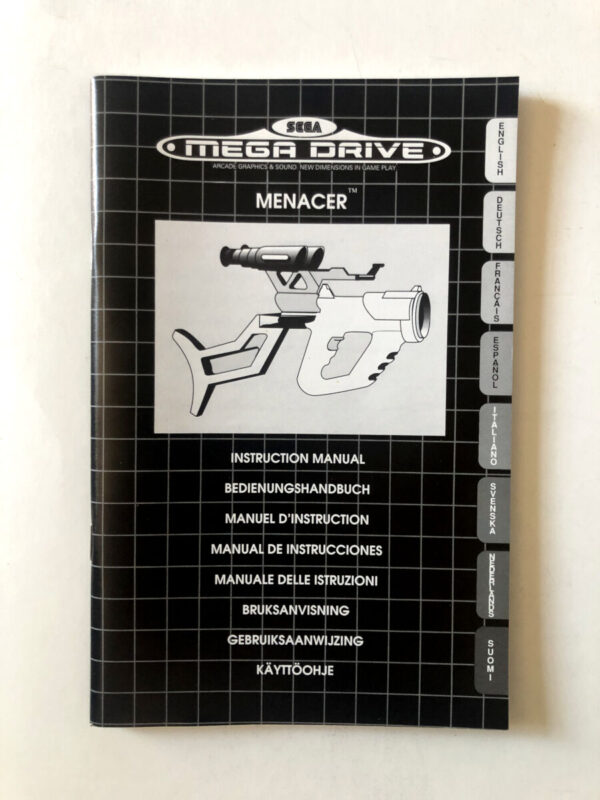 SEGA
MEGA DRIVE
ARCADE GRAPHICS & SOUND NEW DIMENSIONS IN GAME PLAY
MENACER™
INSTRUCTION MANUAL
BEDIENUNGSHANDBUCH
MANUEL D'INSTRUCTION
MANUAL DE INSTRUCCIONES
MANUALE DELLE ISTRUZIONI
BRUKSANVISNING
GEBRUIKSAANWIJZING
KÄYTTÖOHJE
ENGLISH
DEUTSCH
FRANÇAIS
ESPAÑOL
ITALIANO
SVENSKA
NEDERLANDS
SUOMI